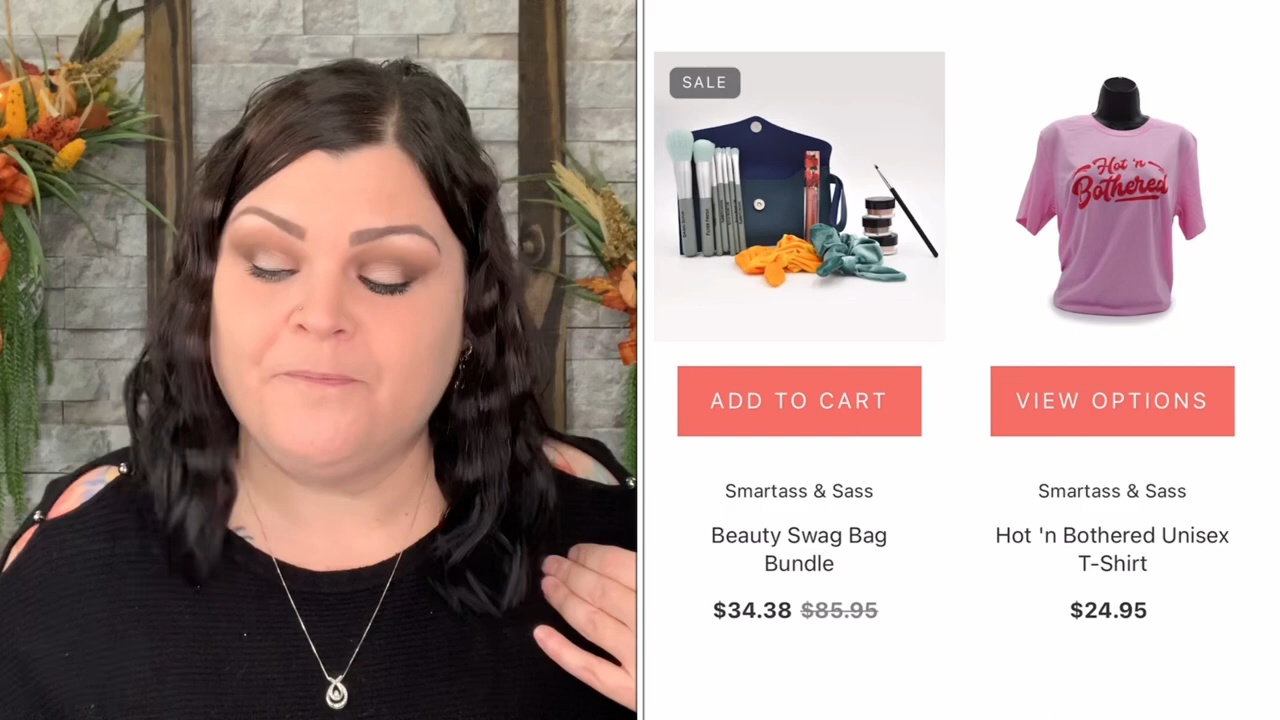 SALE
Hot 'n
Bothered
ADD TO CART
VIEW OPTIONS
Smartass & Sass
Smartass & Sass
Beauty Swag Bag
Bundle
Hot 'n Bothered Unisex
T-Shirt
$34.38 $85.95
$24.95